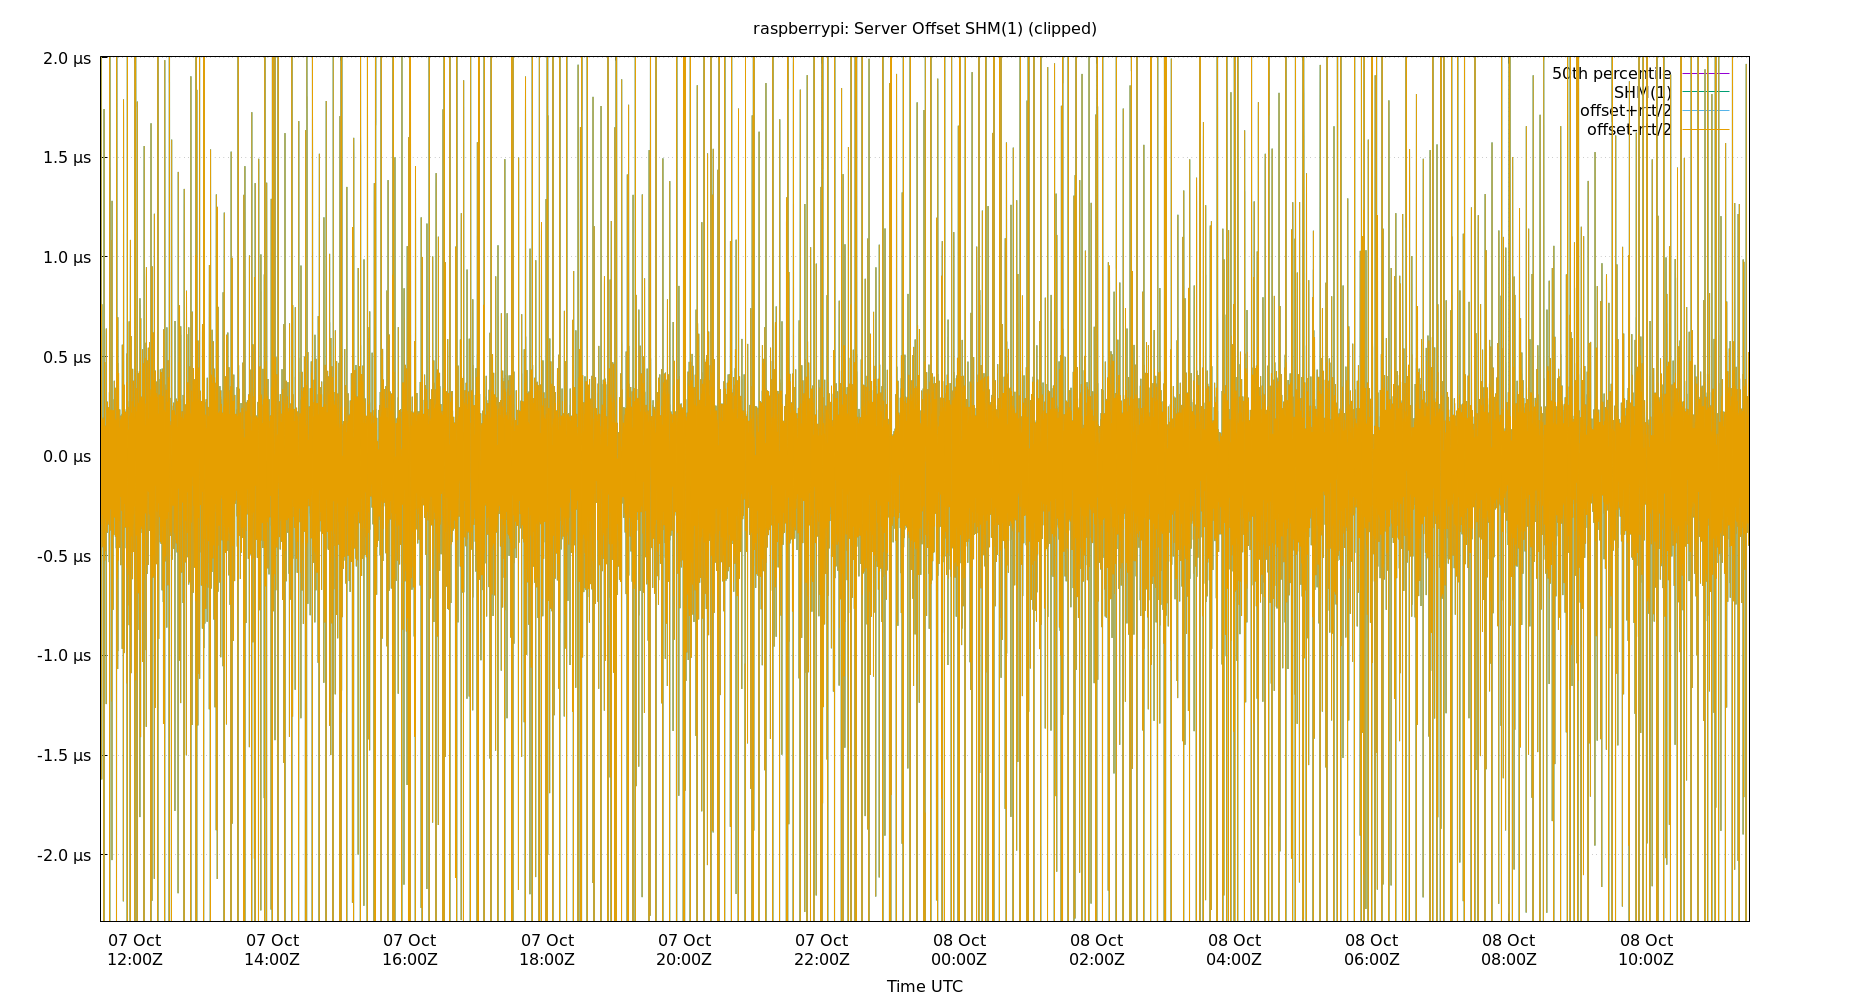 raspberrypi: Server Offset SHM(1) (clipped)
2.0 µs
1.5 µs
1.0 µs
0.5 µs
0.0 µs
-0.5 µs
-1.0 µs
-1.5 µs
-2.0 µs
50th percentile
SHM(1)
offset+rtt/2
offset-rtt/2
07 Oct 07 Oct 07 Oct 07 Oct 07 Oct 07 Oct 08 Oct 08 Oct 08 Oct 08 Oct 08 Oct 08 Oct
12:00Z 14:00Z 16:00Z 18:00Z 20:00Z 22:00Z 00:00Z 02:00Z 04:00Z 06:00Z 08:00Z 10:00Z
Time UTC